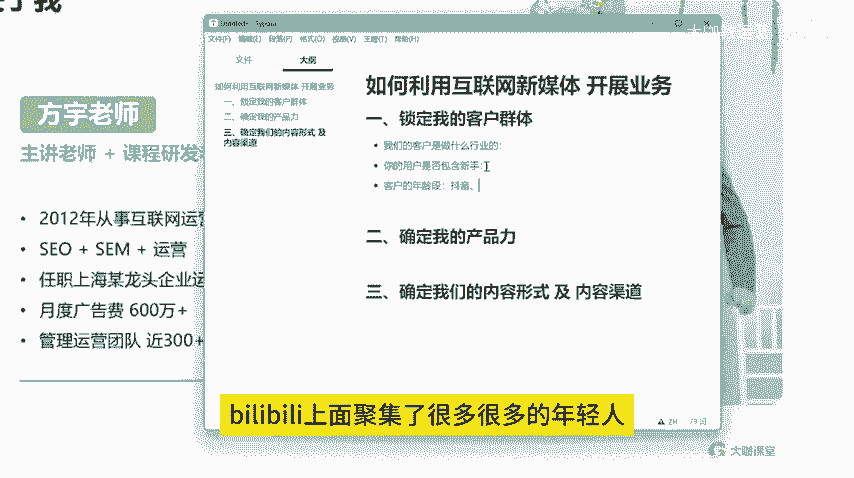 方宇老师
主讲老师 + 课程研发
• 2012年从事互联网运营
• SEO + SEM + 运营
• 任职上海某龙头企业运
• 月度广告费 600万+
• 管理运营团队 近300+
文件(F) 编辑(E) 段落(P) 格式(O) 视图(V) 主题(T) 帮助(H)
文件 大纲
如何利用互联网新媒体 开展业务
一、锁定我的客户群体
二、确定我的产品力
三、确定我们的内容形式 及
内容渠道
如何利用互联网新媒体 开展业务
一、锁定我的客户群体
• 我们的客户是做什么行业的:
• 你的用户是否包含新手:
• 客户的年龄段：抖音、
二、确定我的产品力
三、确定我们的内容形式 及 内容渠道
bilibili上面聚集了很多很多的年轻人
大咖课堂